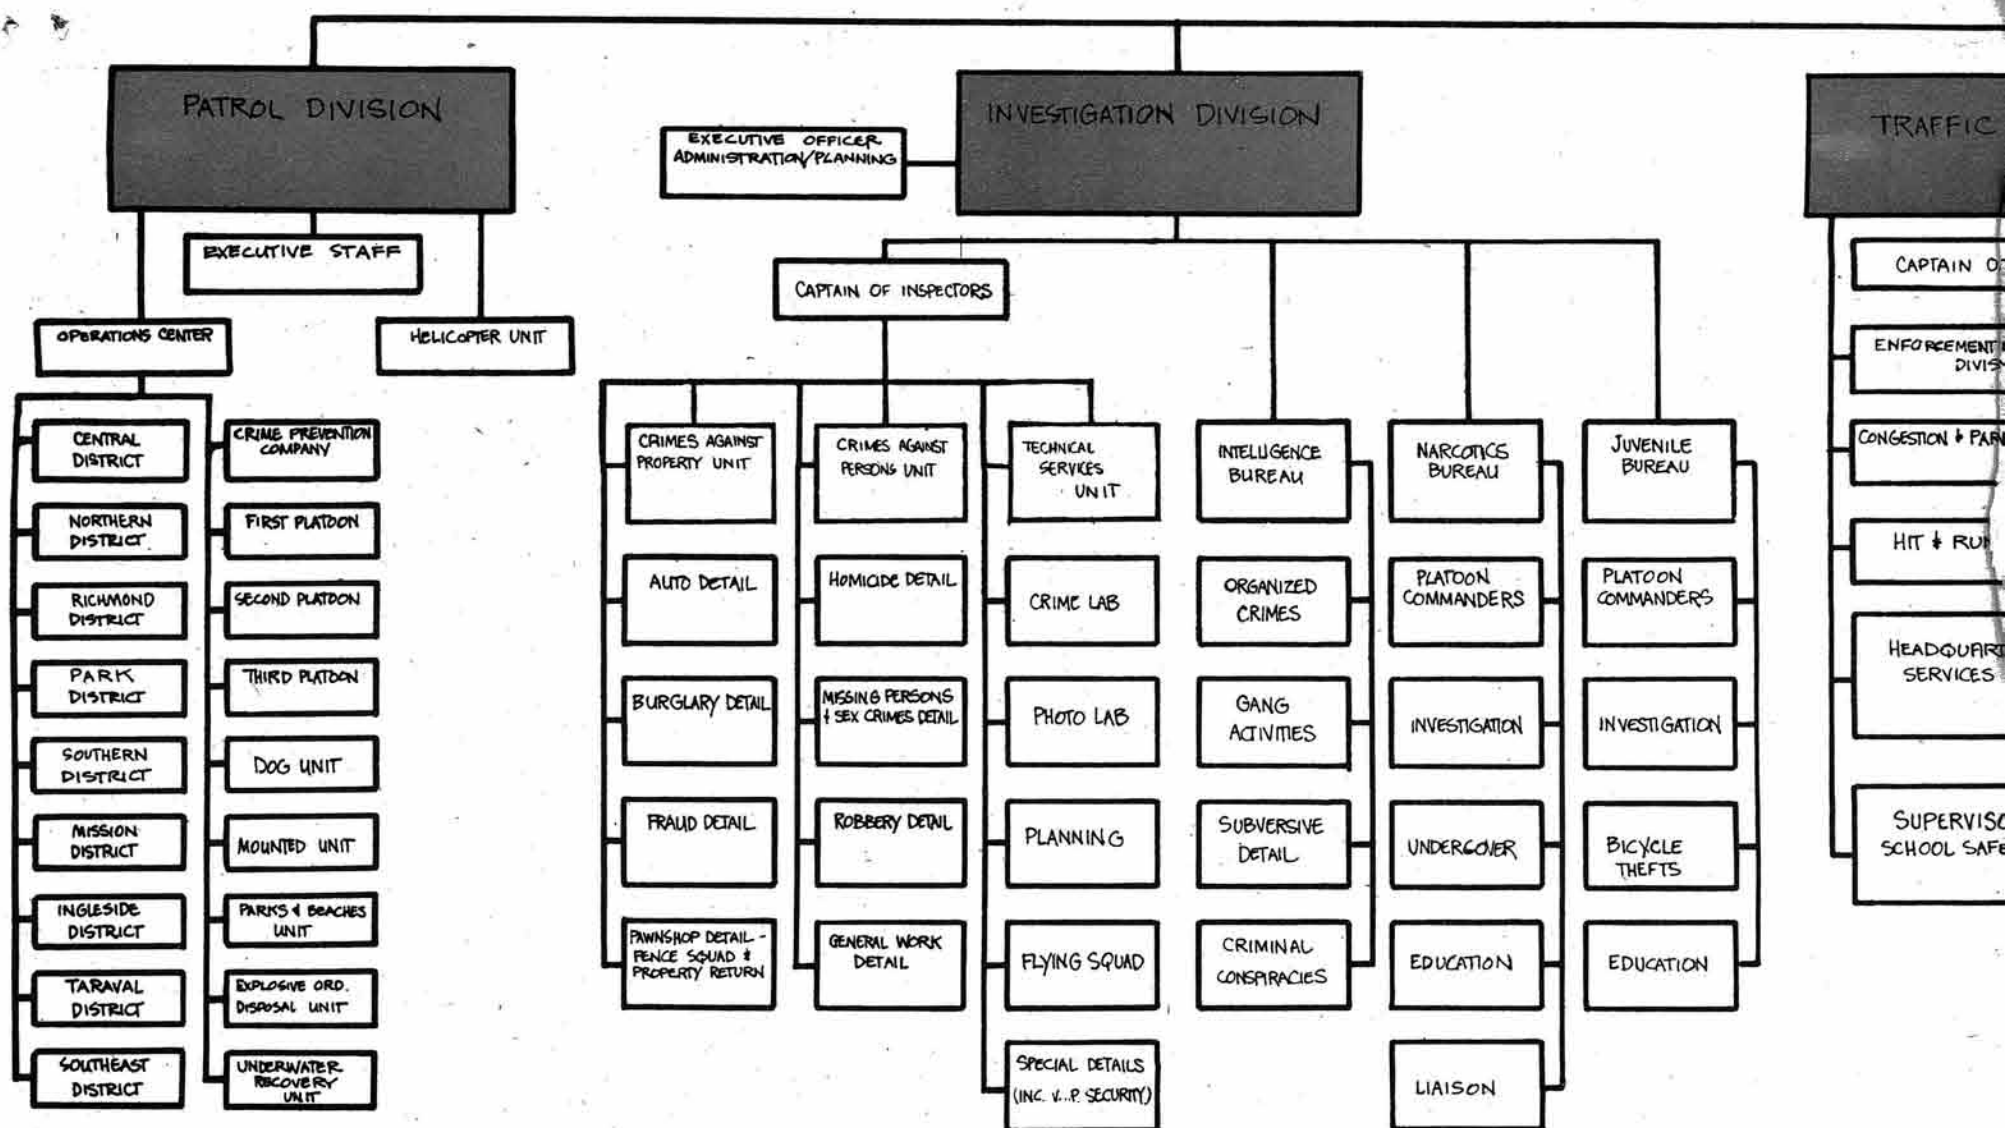 PATROL DIVISION
EXECUTIVE STAFF
OPERATIONS CENTER
HELICOPTER UNIT
CENTRAL
DISTRICT
NORTHERN
DISTRICT
RICHMOND
DISTRICT
PARK
DISTRICT
SOUTHERN
DISTRICT
MISSION
DISTRICT
INGLESIDE
DISTRICT
TARAVAL
DISTRICT
SOUTHEAST
DISTRICT
CRIME PREVENTION
COMPANY
FIRST PLATOON
SECOND PLATOON
THIRD PLATOON
DOG UNIT
MOUNTED UNIT
PARKS & BEACHES
UNIT
EXPLOSIVE ORD.
DISPOSAL UNIT
UNDERWATER
RECOVERY
UNIT
INVESTIGATION DIVISION
EXECUTIVE OFFICER
ADMINISTRATION/PLANNING
CAPTAIN OF INSPECTORS
CRIMES AGAINST
PROPERTY UNIT
AUTO DETAIL
BURGLARY DETAIL
FRAUD DETAIL
PAWNSHOP DETAIL -
FENCE SQUAD &
PROPERTY RETURN
CRIMES AGAINST
PERSONS UNIT
HOMICIDE DETAIL
MISSING PERSONS
& SEX CRIMES DETAIL
ROBBERY DETAIL
GENERAL WORK
DETAIL
TECHNICAL
SERVICES
UNIT
CRIME LAB
PHOTO LAB
PLANNING
FLYING SQUAD
SPECIAL DETAILS
(INC. V.I.P. SECURITY)
INTELLIGENCE
BUREAU
ORGANIZED
CRIMES
GANG
ACTIVITIES
SUBVERSIVE
DETAIL
CRIMINAL
CONSPIRACIES
NARCOTICS
BUREAU
PLATOON
COMMANDERS
INVESTIGATION
UNDERCOVER
EDUCATION
LIAISON
JUVENILE
BUREAU
PLATOON
COMMANDERS
INVESTIGATION
BICYCLE
THEFTS
EDUCATION
TRAFFIC
CAPTAIN O
ENFORCEMENT
DIVIS
CONGESTION & PAR
HIT & RUN
HEADQUART
SERVICES
SUPERVISO
SCHOOL SAFE